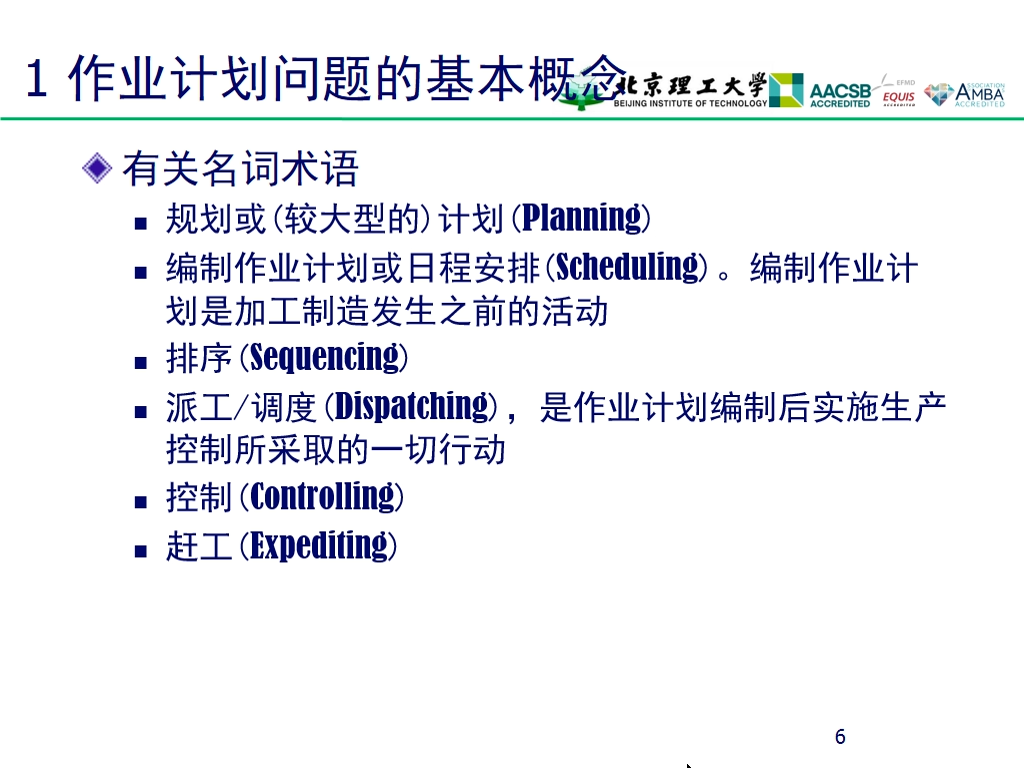 1 作业计划问题的基本概念
北京理工大学
BEIJING INSTITUTE OF TECHNOLOGY
AACSB
ACCREDITED
EFMD
EQUIS
ACCREDITED
ASSOCIATION
AMBA
ACCREDITED
有关名词术语
规划或(较大型的)计划(Planning)
编制作业计划或日程安排(Scheduling)。编制作业计
划是加工制造发生之前的活动
排序(Sequencing)
派工/调度(Dispatching)，是作业计划编制后实施生产
控制所采取的一切行动
控制(Controlling)
赶工(Expediting)
6